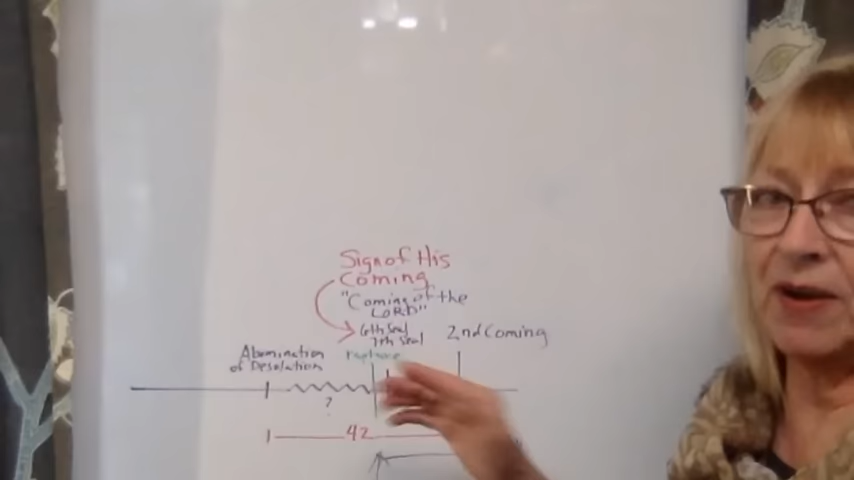 Sign of His
Coming
"Coming of the
LORD"
6th Seal
7th Seal
2nd Coming
Abomination
of Desolation
rapture
?
42